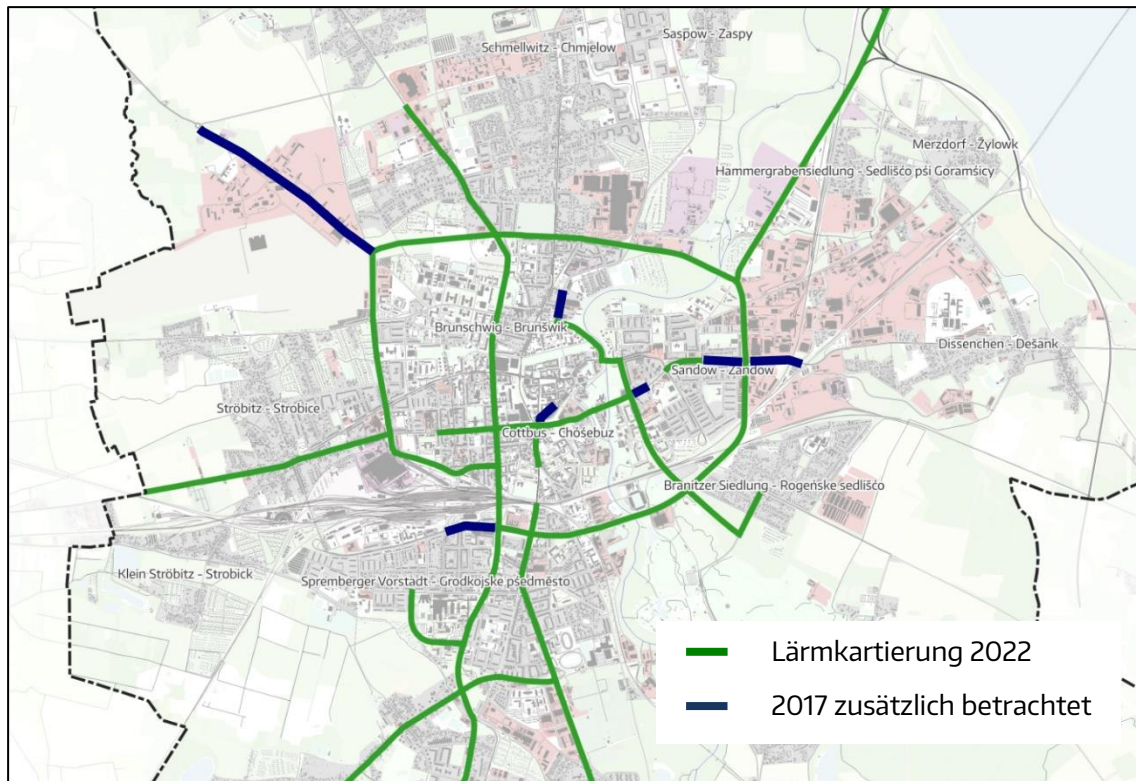 Saspow - Zaspy
Schmellwitz - Chmjelow
Merzdorf - Žylowk
Hammergrabensiedlung - Sedlišćo pśi Goramšicy
Brunschwig - Brunšwik
Dissenchen - Dešank
Sandow - Žandow
Ströbitz - Strobice
Cottbus - Chóśebuz
Branitzer Siedlung - Rogeńske sedlišćo
Klein Ströbitz - Strobick
Spremberger Vorstadt - Grodkojske pśedměsto
Lärmkartierung 2022
2017 zusätzlich betrachtet